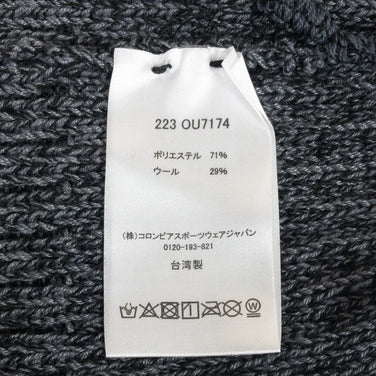 223 OU7174
ポリエステル 71%
ウール 29%
(株)コロンビアスポーツウェアジャパン
0120-193-821
台湾製